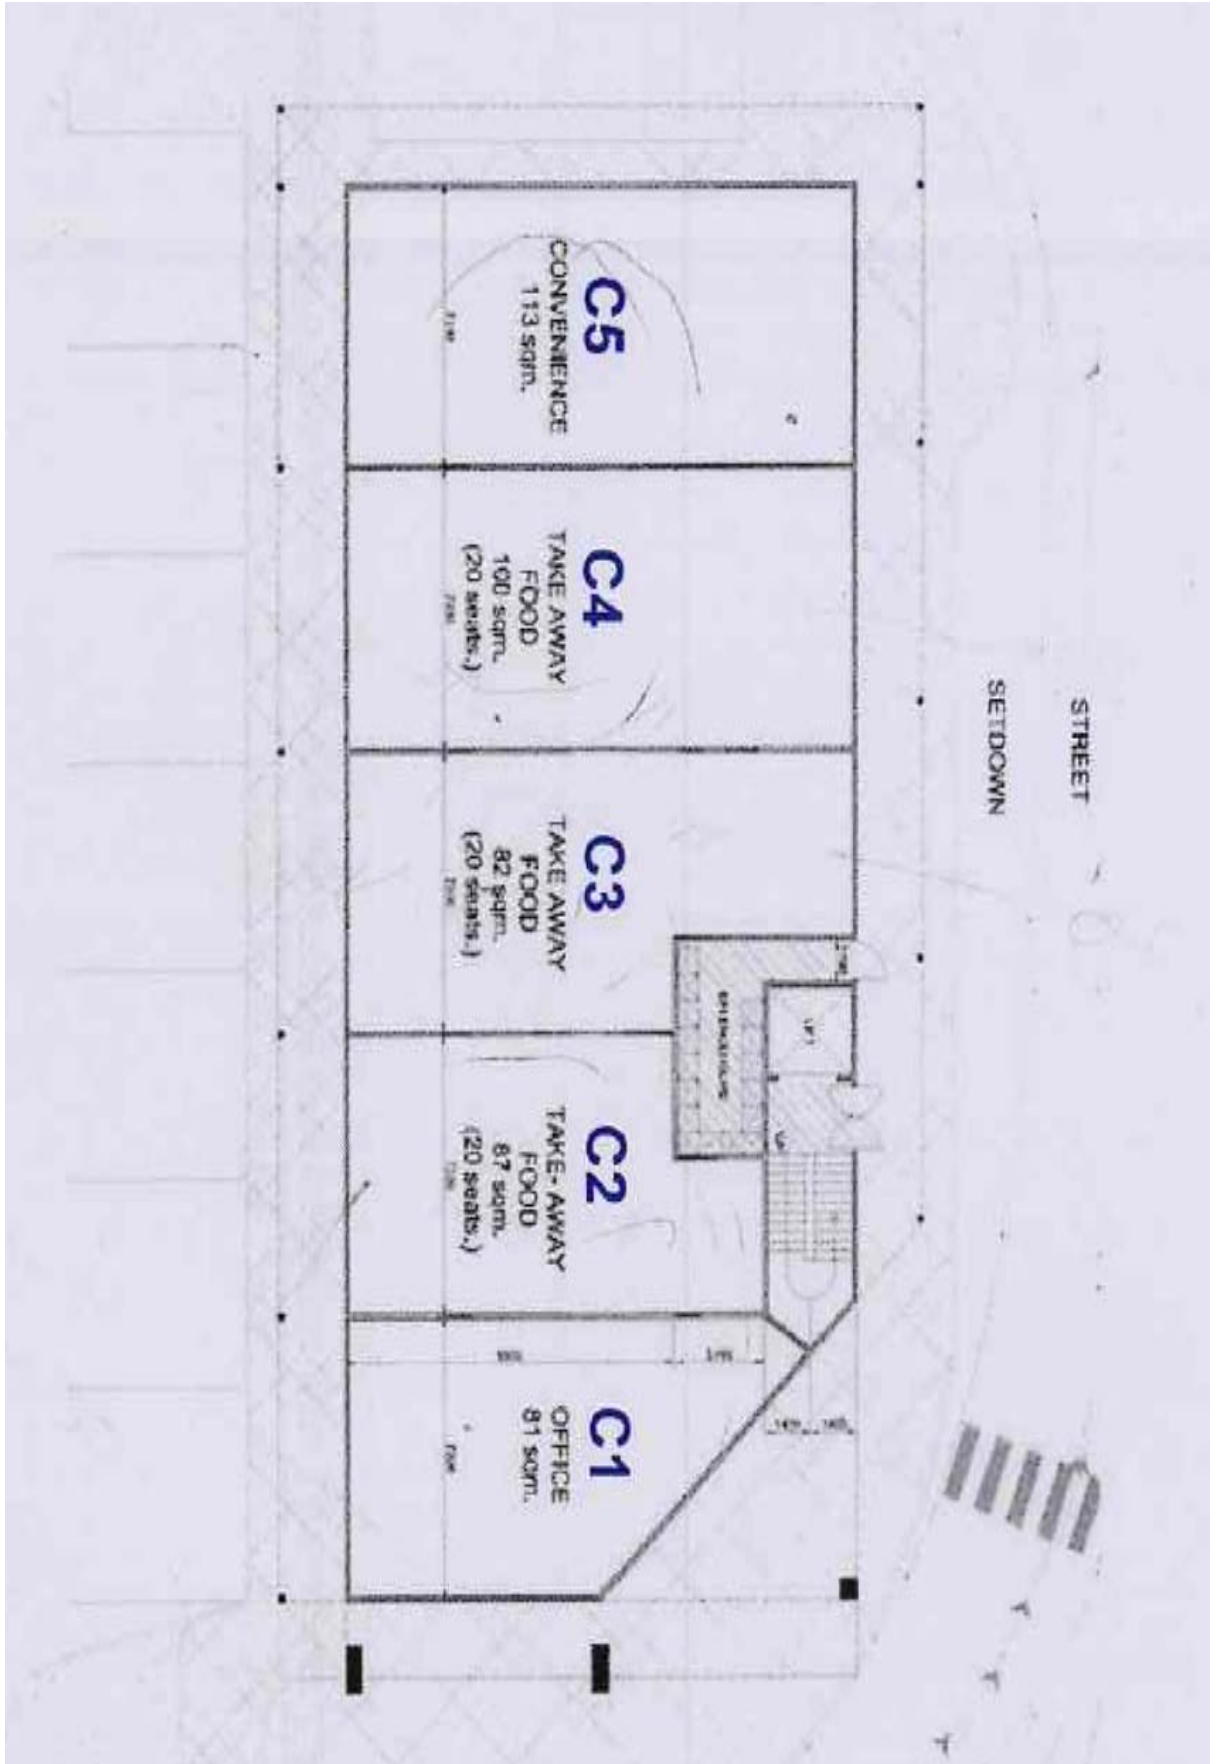 STREET
SETDOWN
C5
CONVENIENCE
113 sqm.
C4
TAKE AWAY
FOOD
100 sqm.
(20 seats.)
C3
TAKE AWAY
FOOD
82 sqm.
(20 seats.)
C2
TAKE- AWAY
FOOD
87 sqm.
(20 seats.)
C1
OFFICE
81 sqm.
LIFT